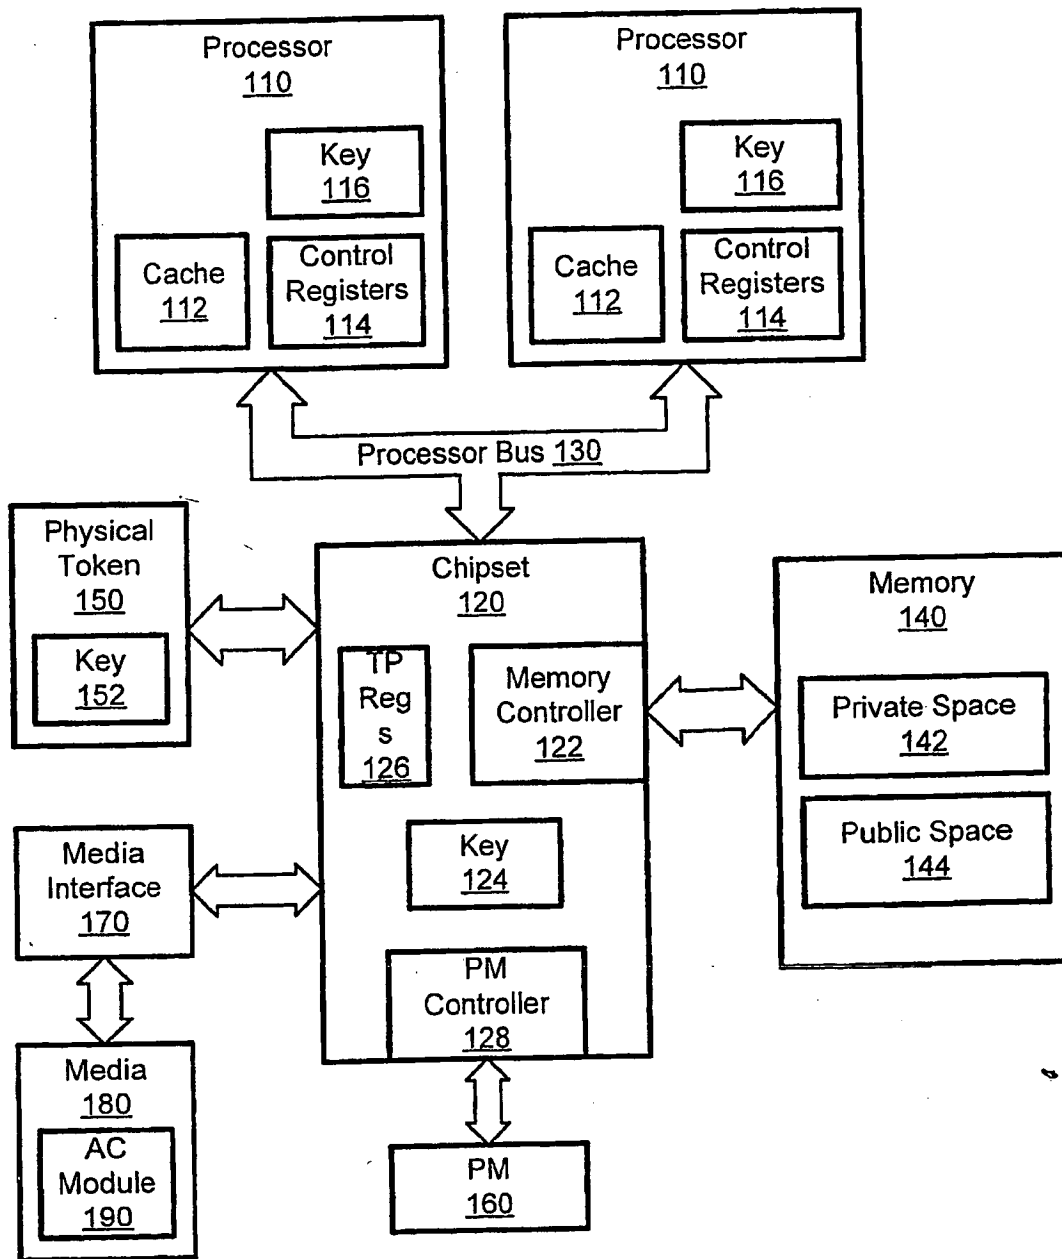 Processor
110
Key
116
Cache
112
Control
Registers
114
Processor
110
Key
116
Cache
112
Control
Registers
114
Processor Bus 130
Physical
Token
150
Key
152
Chipset
120
TP
Reg
s
126
Memory
Controller
122
Key
124
PM
Controller
128
Memory
140
Private Space
142
Public Space
144
Media
Interface
170
Media
180
AC
Module
190
PM
160